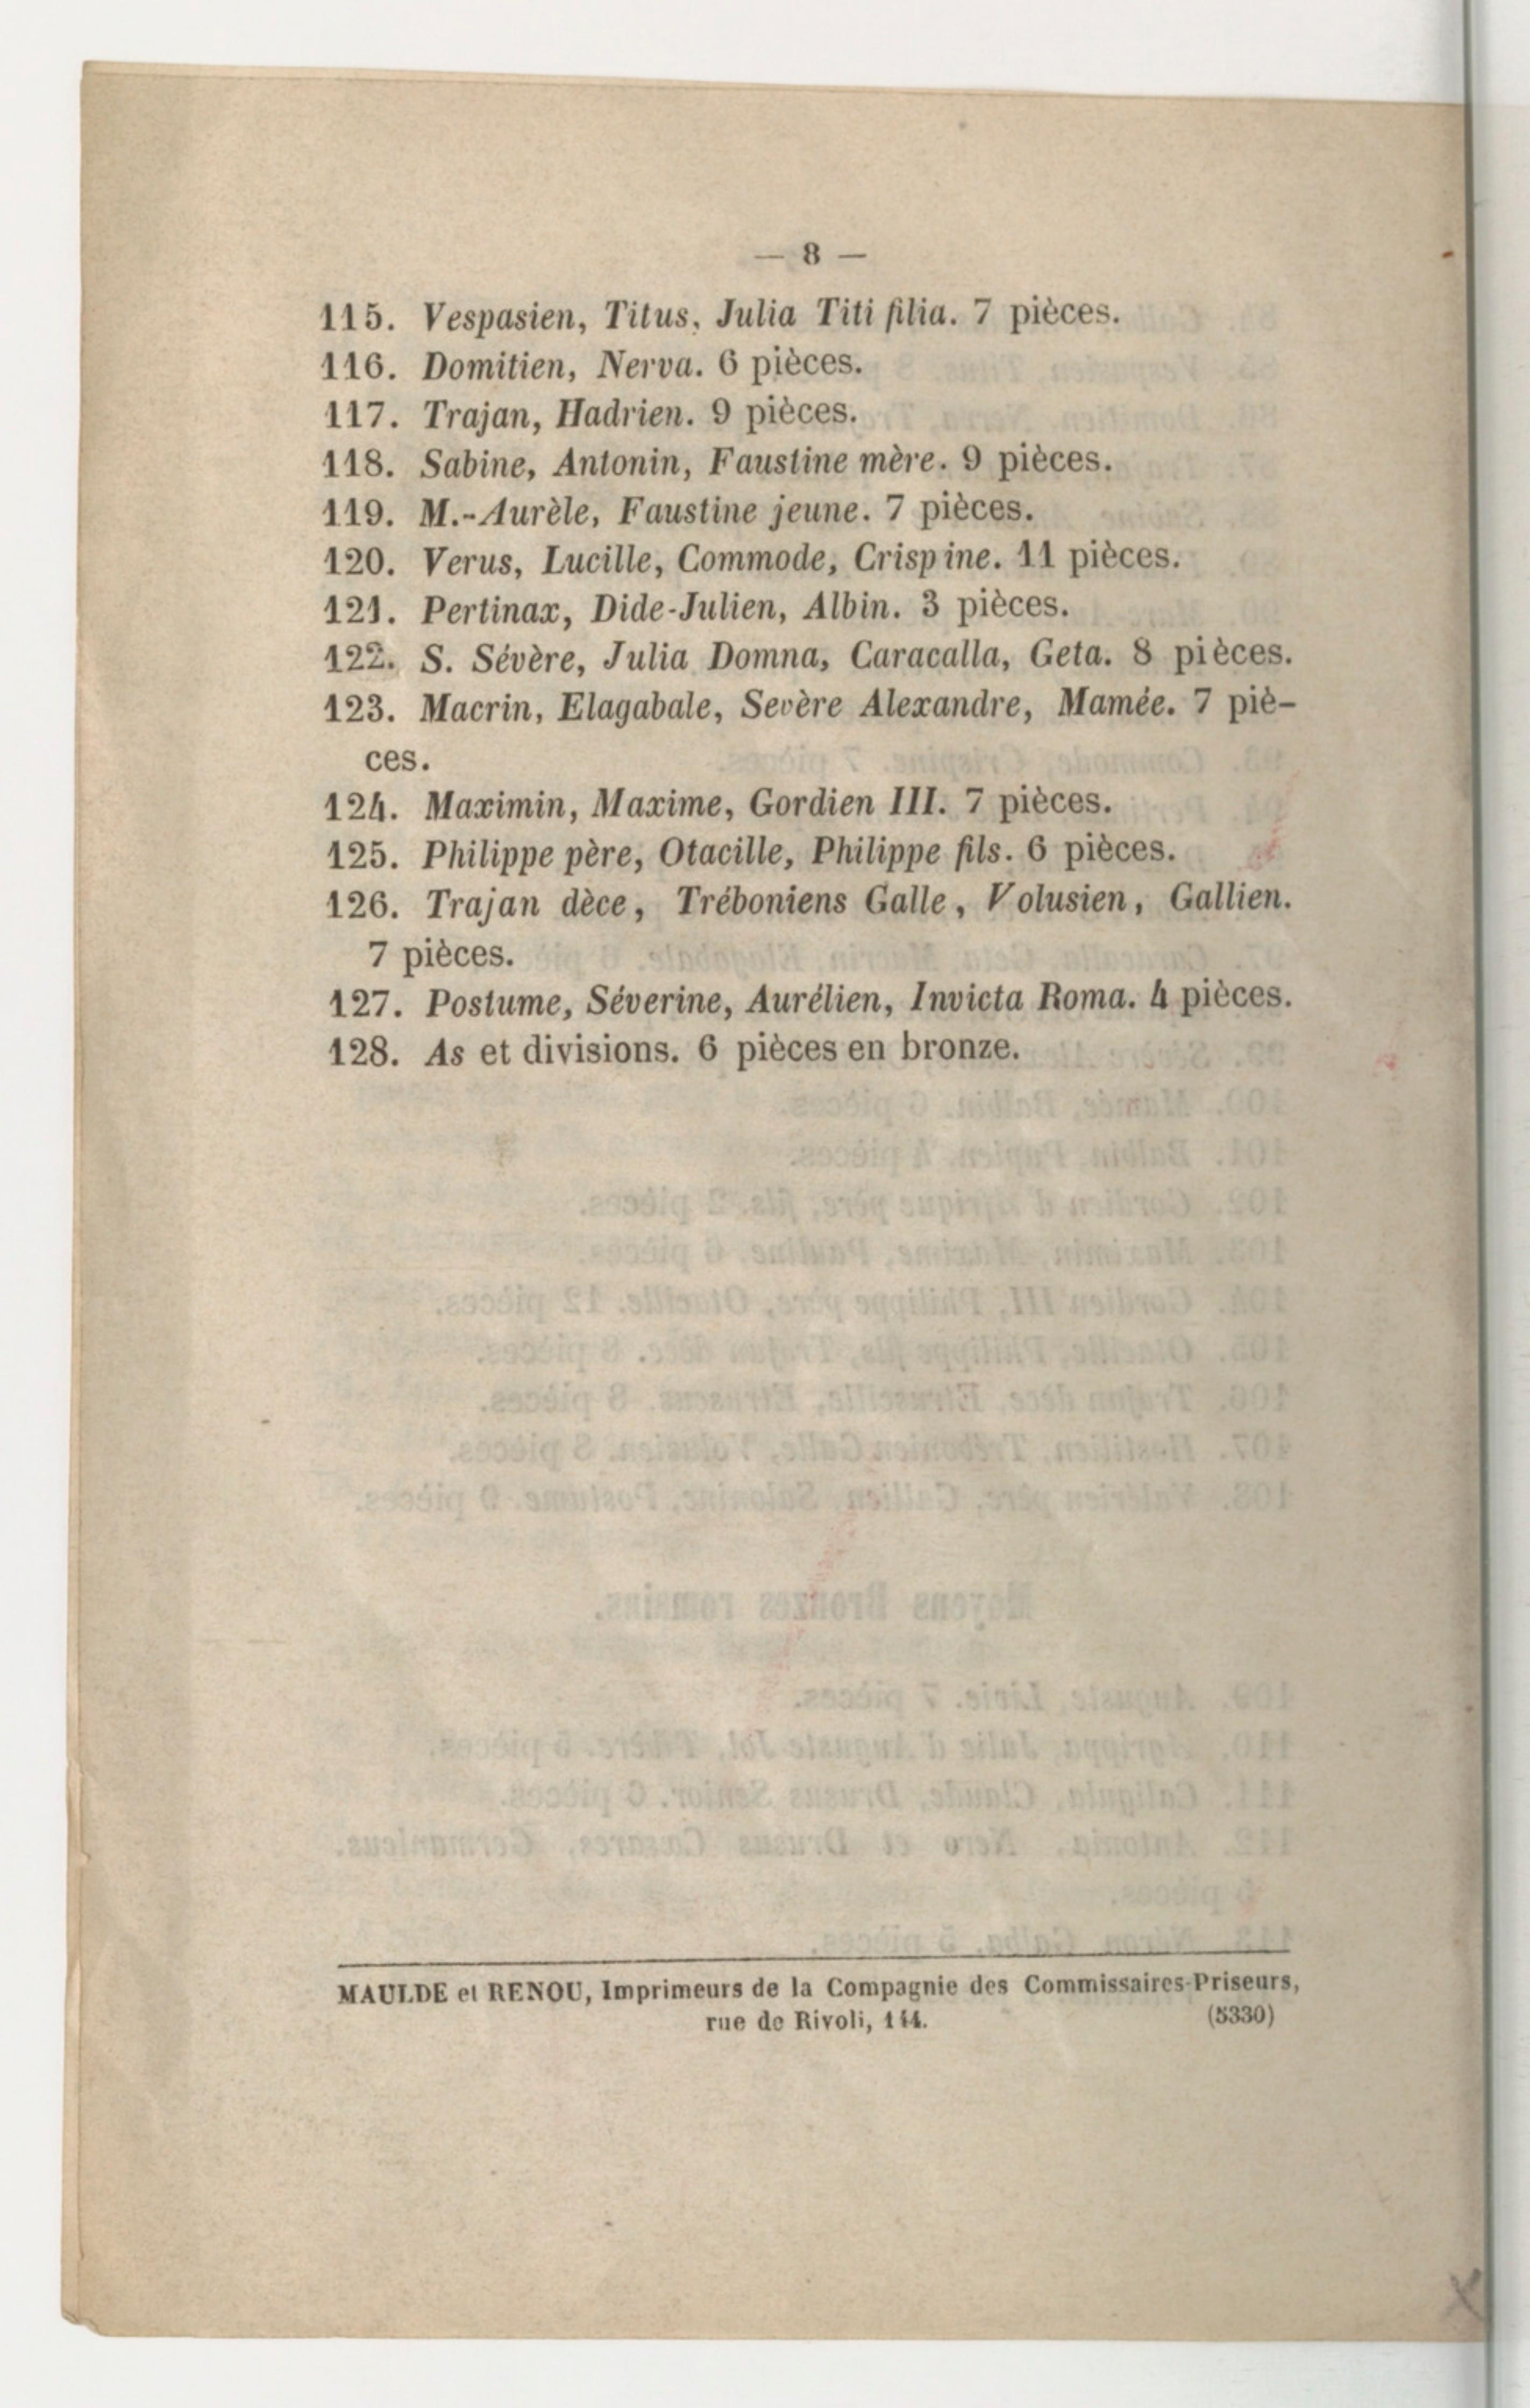 — 8 —
115. Vespasien, Titus, Julia Titi filia. 7 pièces.
116. Domitien, Nerva. 6 pièces.
117. Trajan, Hadrien. 9 pièces.
118. Sabine, Antonin, Faustine mère. 9 pièces.
119. M.-Aurèle, Faustine jeune. 7 pièces.
120. Verus, Lucille, Commode, Crispine. 11 pièces.
121. Pertinax, Dide-Julien, Albin. 3 pièces.
122. S. Sévère, Julia Domna, Caracalla, Geta. 8 pièces.
123. Macrin, Elagabale, Sevère Alexandre, Mamée. 7 piè-
ces.
124. Maximin, Maxime, Gordien III. 7 pièces.
125. Philippe père, Otacille, Philippe fils. 6 pièces.
126. Trajan dèce, Tréboniens Galle, Volusien, Gallien.
7 pièces.
127. Postume, Séverine, Aurélien, Invicta Roma. 4 pièces.
128. As et divisions. 6 pièces en bronze.
MAULDE et RENOU, Imprimeurs de la Compagnie des Commissaires-Priseurs,
rue de Rivoli, 144. (5330)